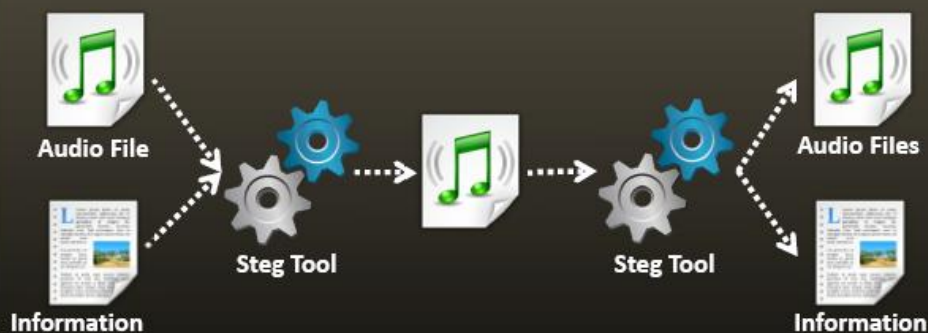 Audio File
Audio Files
Steg Tool
Steg Tool
Information
Information